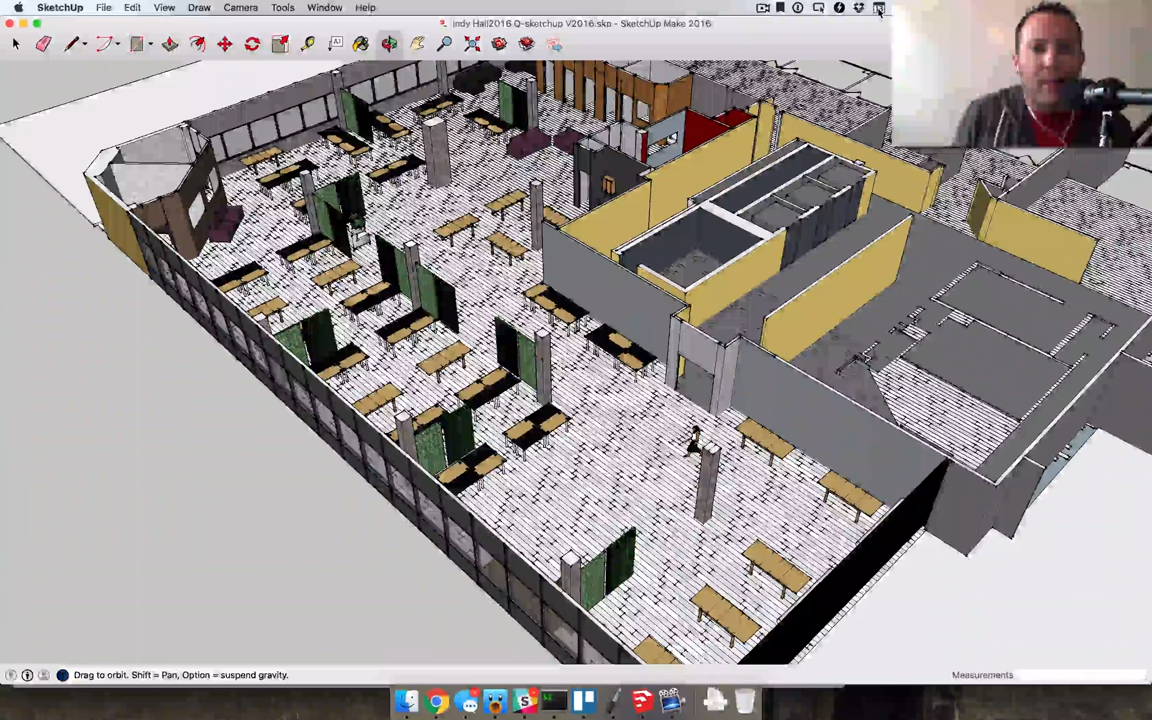 SketchUp File Edit View Draw Camera Tools Window Help
indy Hall2016 Q-sketchup V2016.skp - SketchUp Make 2016
A1
Drag to orbit. Shift = Pan, Option = suspend gravity.
Measurements